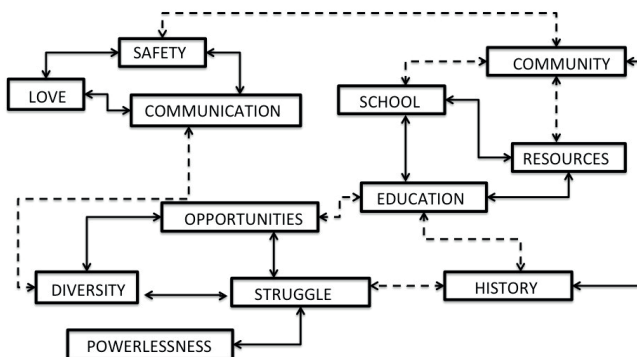 SAFETY
COMMUNITY
LOVE
COMMUNICATION
SCHOOL
RESOURCES
EDUCATION
OPPORTUNITIES
DIVERSITY
STRUGGLE
HISTORY
POWERLESSNESS